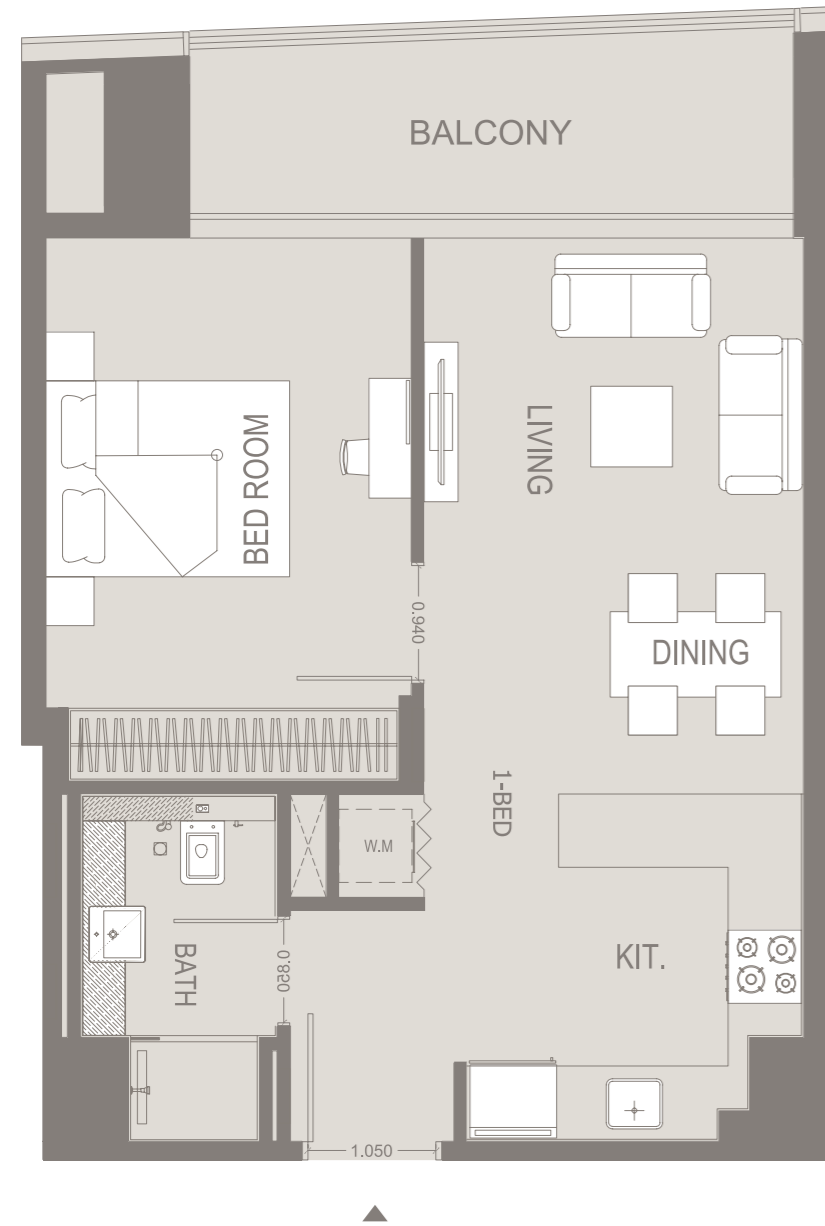 BALCONY
LIVING
BED ROOM
0.940
DINING
1-BED
W.M
KIT.
BATH
0.850
1.050